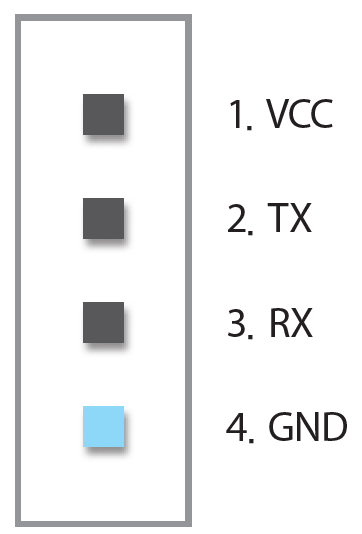 1. VCC
2. TX
3. RX
4. GND